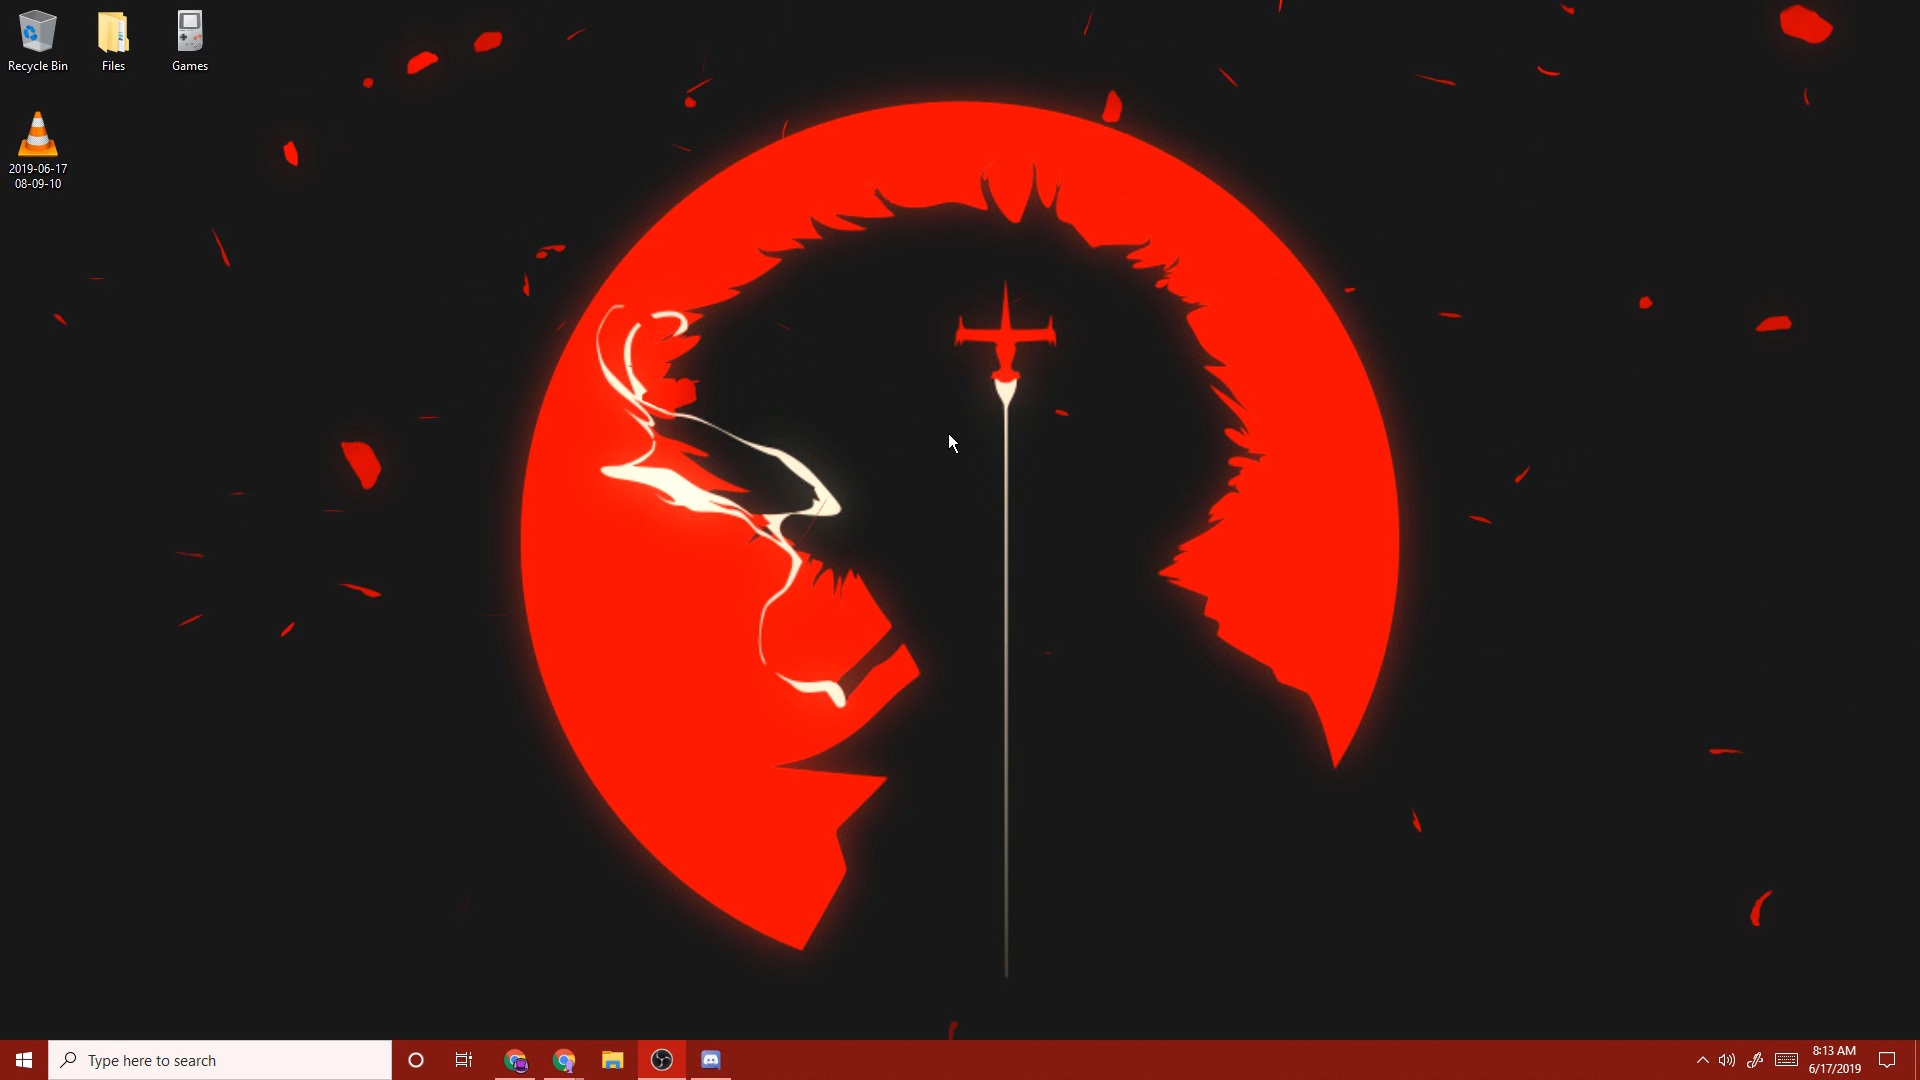 Recycle Bin
Files
Games
2019-06-17
08-09-10
Type here to search
8:13 AM
6/17/2019